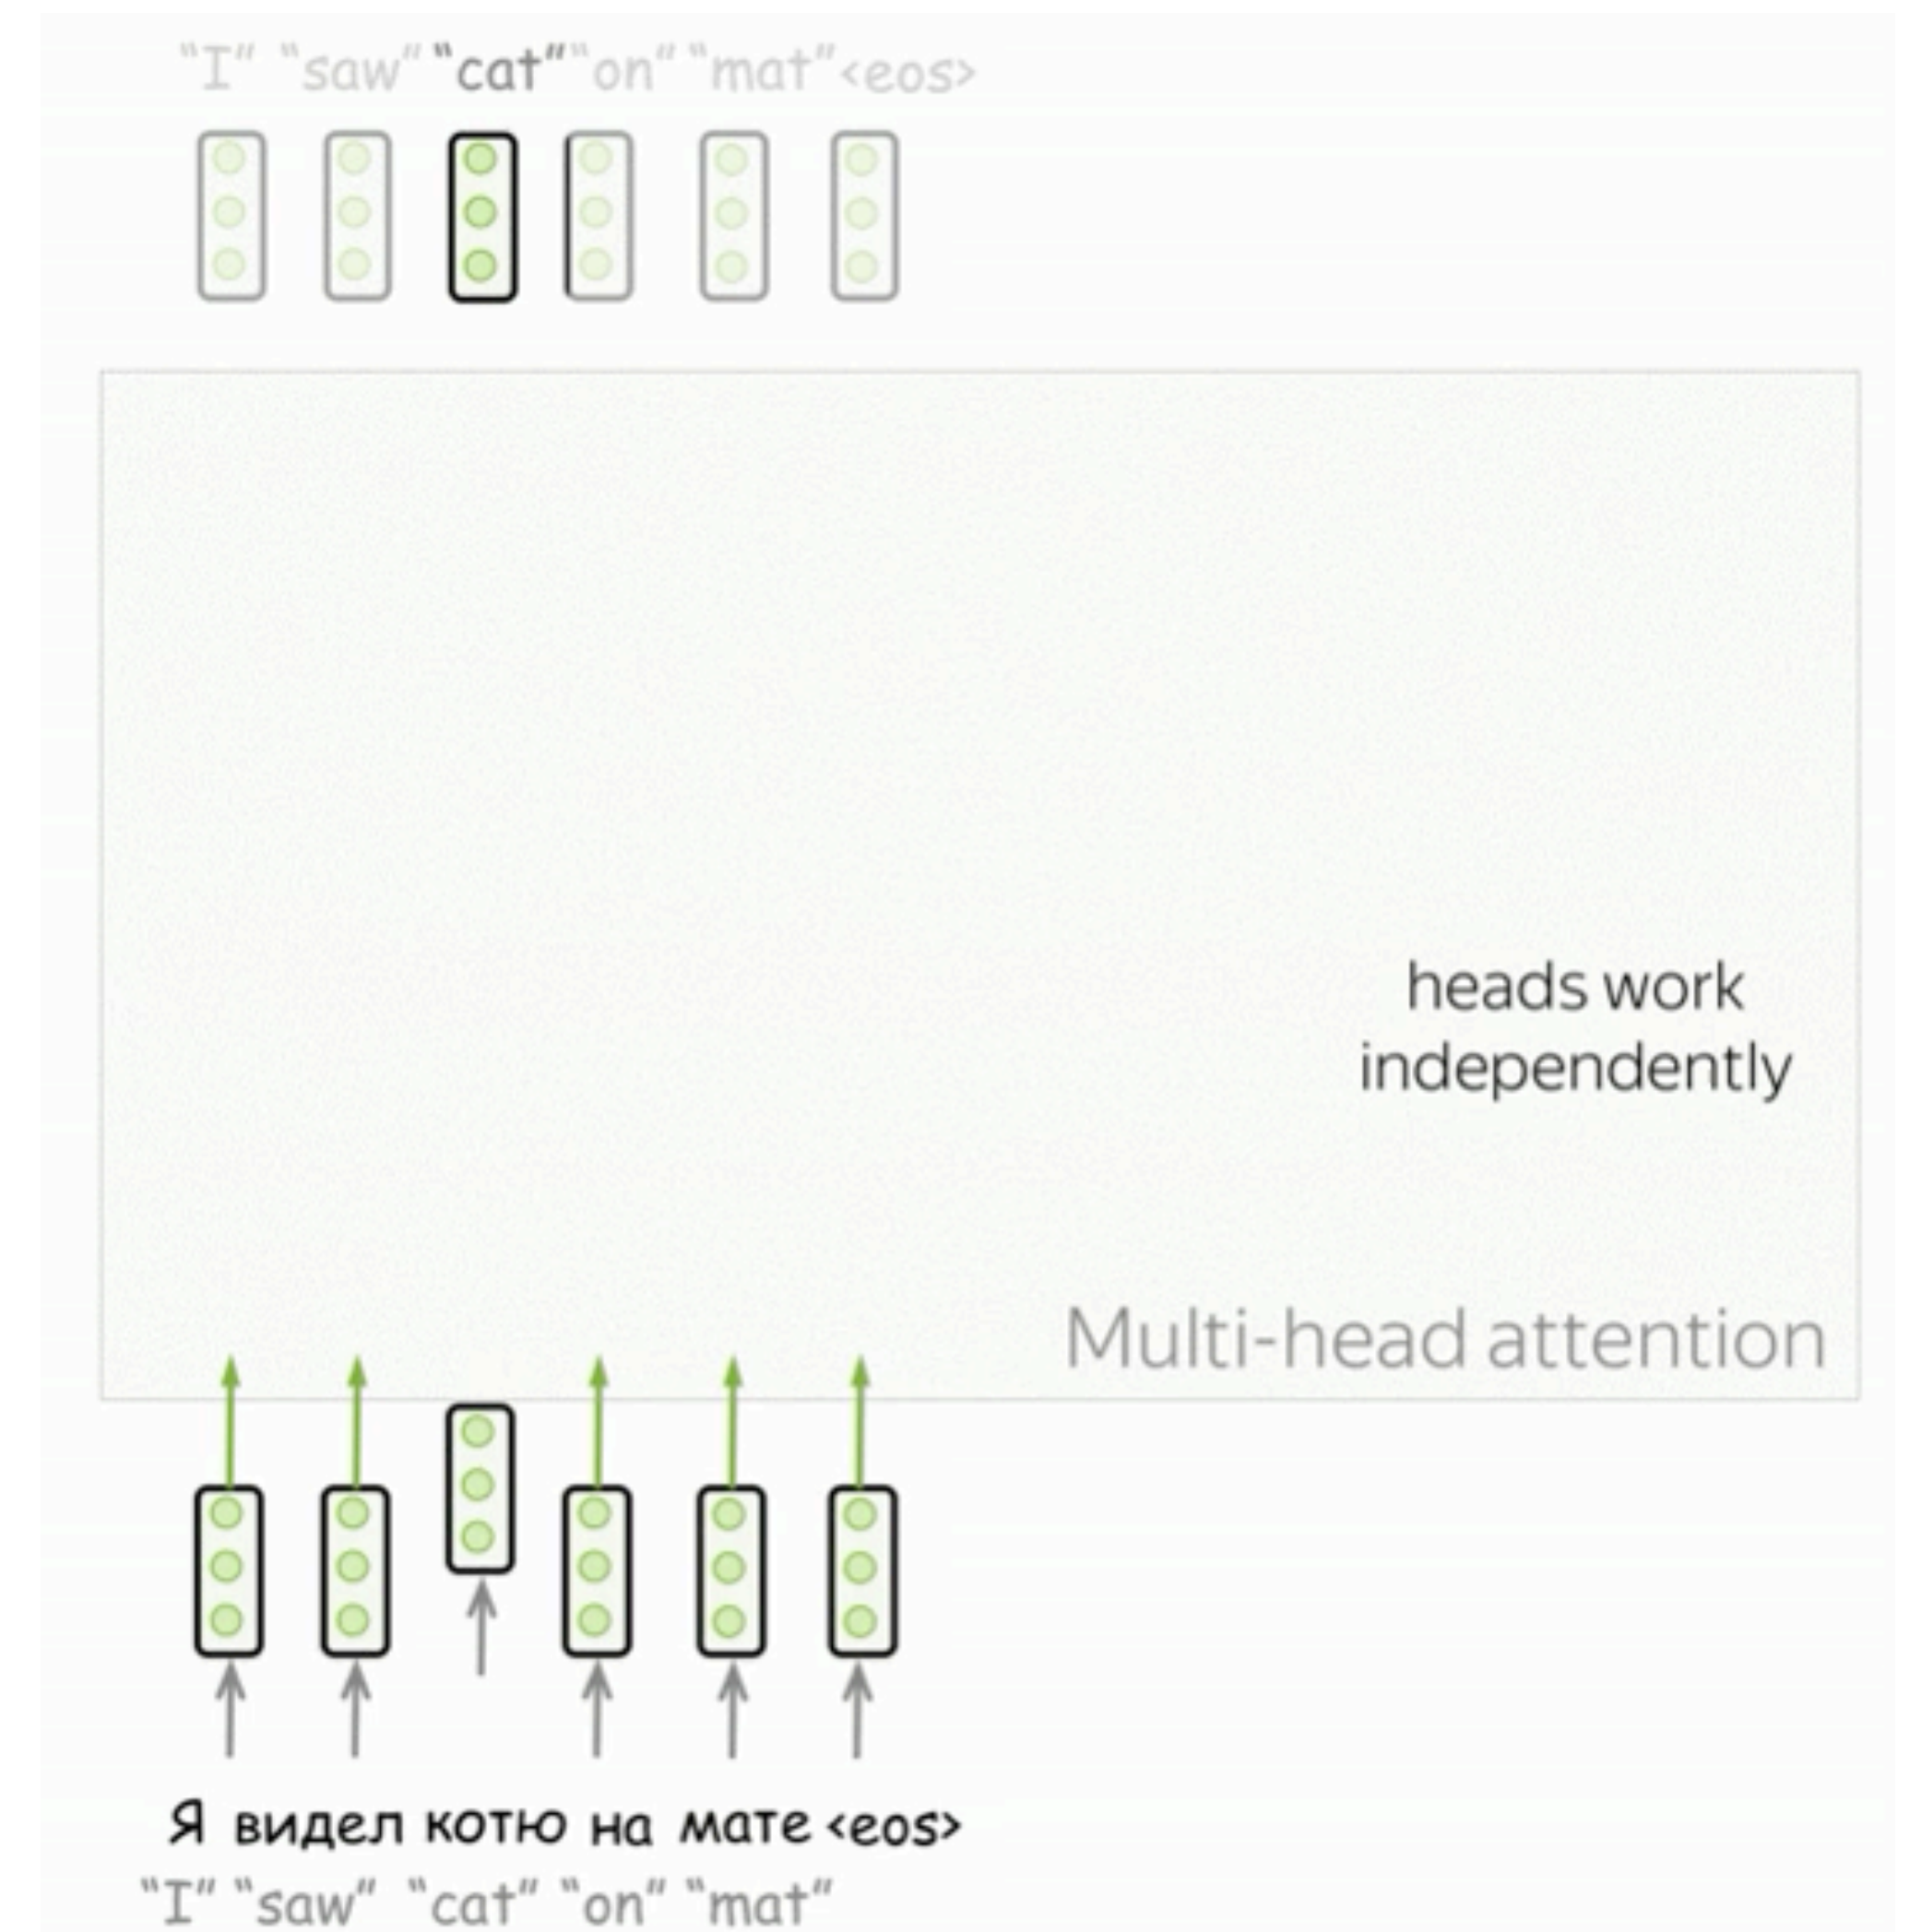 “I” “saw” “cat” “on” “mat” <eos>
heads work
independently
Multi-head attention
Я видел котю на мате <eos>
“I” “saw” “cat” “on” “mat”